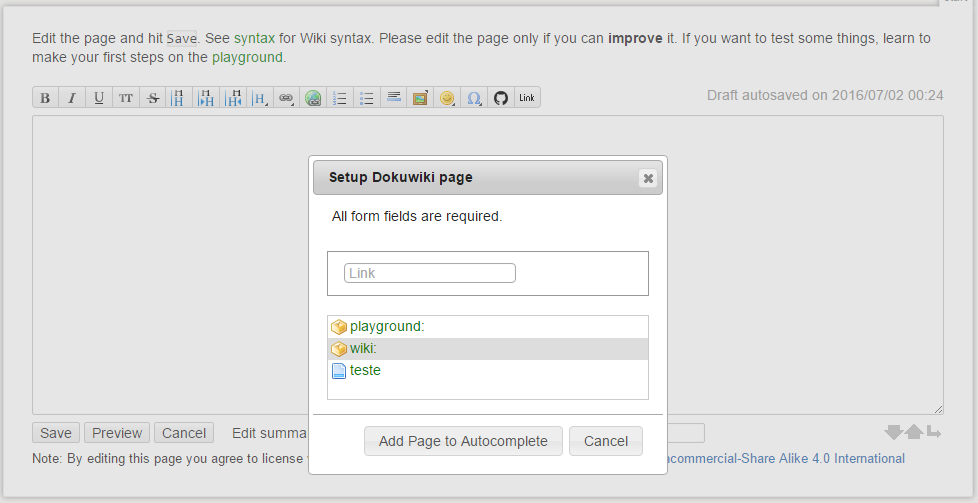 Edit the page and hit Save. See syntax for Wiki syntax. Please edit the page only if you can improve it. If you want to test some things, learn to
make your first steps on the playground.
B I U TT S H H H H Link
Draft autosaved on 2016/07/02 00:24
Setup Dokuwiki page
All form fields are required.
Link
playground:
wiki:
teste
Add Page to Autocomplete Cancel
Save Preview Cancel Edit summa
Note: By editing this page you agree to license
commercial-Share Alike 4.0 International